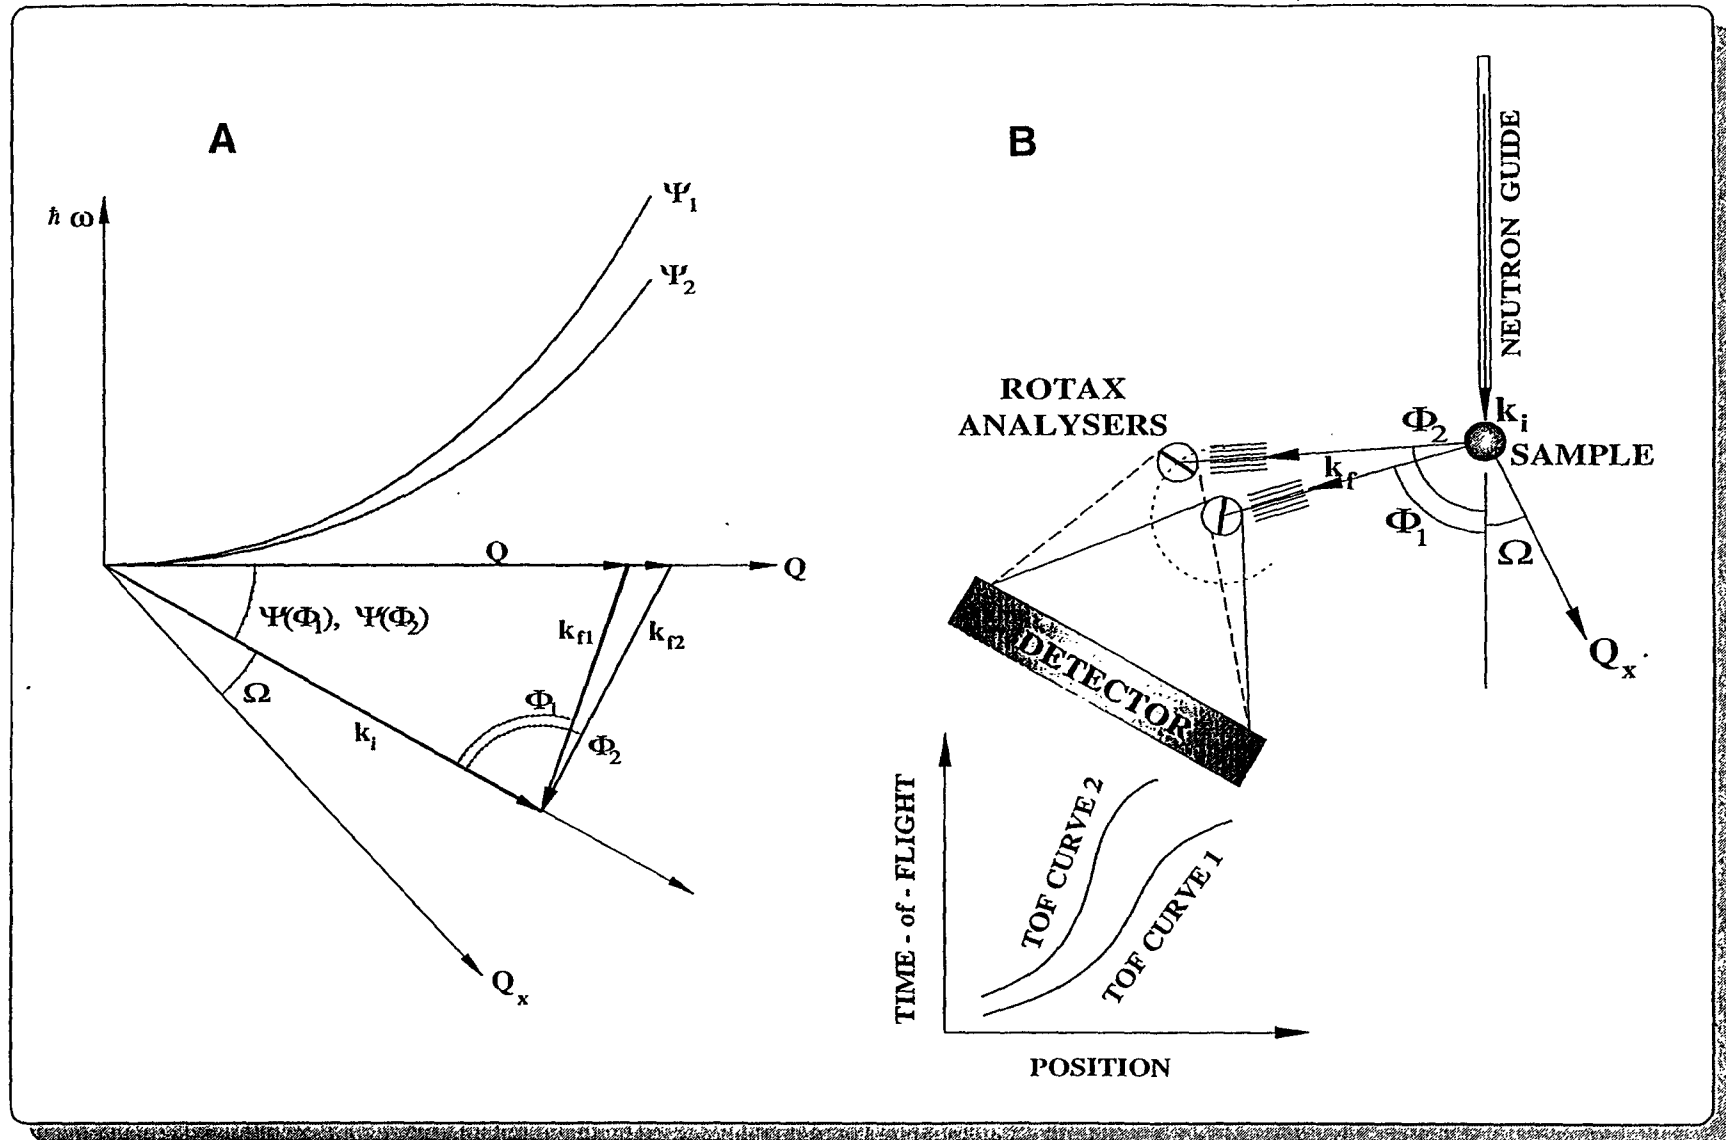 A
ħ ω
Ψ1
Ψ2
Q
Q
Ψ(Φ1), Ψ(Φ2)
kf1
kf2
Ω
ki
Φ1
Φ2
Qx
B
NEUTRON GUIDE
ROTAX
ANALYSERS
Φ2
ki
SAMPLE
kf
Φ1
Ω
Qx
DETECTOR
TIME - of - FLIGHT
TOF CURVE 2
TOF CURVE 1
POSITION